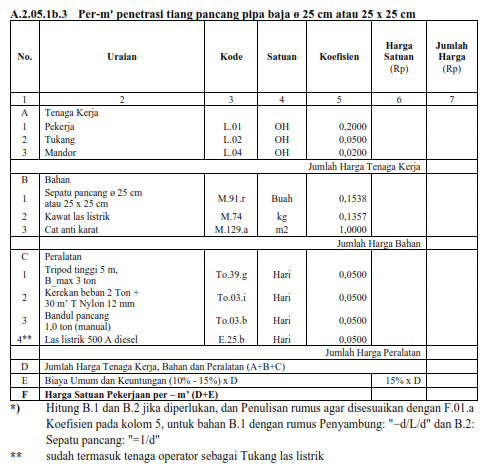 A.2.05.1b.3 Per-m' penetrasi tiang pancang pipa baja ø 25 cm atau 25 x 25 cm
No. Uraian Kode Satuan Koefisien Harga Satuan (Rp) Jumlah Harga (Rp)
1 2 3 4 5 6 7
A Tenaga Kerja
1 Pekerja L.01 OH 0,2000
2 Tukang L.02 OH 0,0500
3 Mandor L.04 OH 0,0200
Jumlah Harga Tenaga Kerja
B Bahan
1 Sepatu pancang ø 25 cm atau 25 x 25 cm M.91.r Buah 0,1538
2 Kawat las listrik M.74 kg 0,1357
3 Cat anti karat M.129.a m2 1,0000
Jumlah Harga Bahan
C Peralatan
1 Tripod tinggi 5 m, B_max 3 ton To.39.g Hari 0,0500
2 Kerekan beban 2 Ton + 30 m' T Nylon 12 mm To.03.i Hari 0,0500
3 Bandul pancang 1,0 ton (manual) To.03.b Hari 0,0500
4** Las listrik 500 A diesel E.25.b Hari 0,0500
Jumlah Harga Peralatan
D Jumlah Harga Tenaga Kerja, Bahan dan Peralatan (A+B+C)
E Biaya Umum dan Keuntungan (10% - 15%) x D 15% x D
F Harga Satuan Pekerjaan per – m' (D+E)
*) Hitung B.1 dan B.2 jika diperlukan, dan Penulisan rumus agar disesuaikan dengan F.01.a
Koefisien pada kolom 5, untuk bahan B.1 dengan rumus Penyambung: "=d/L/d" dan B.2:
Sepatu pancang: "=1/d"
** sudah termasuk tenaga operator sebagai Tukang las listrik